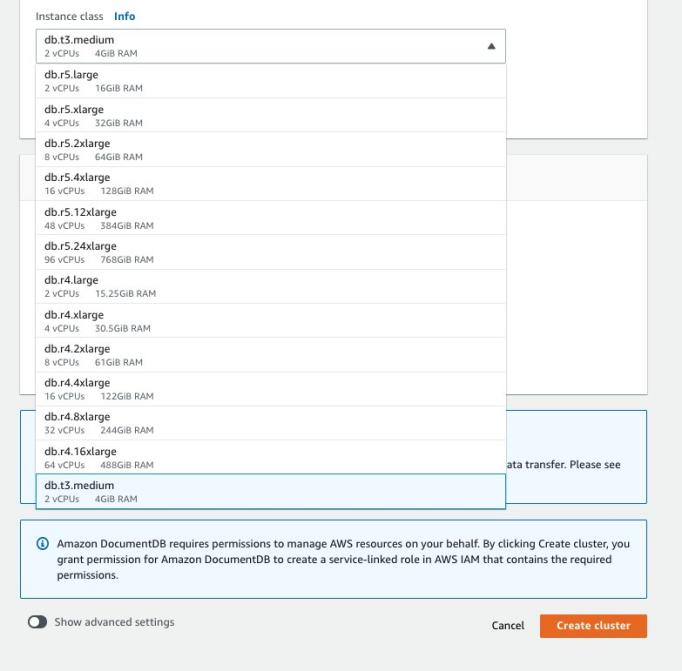 Instance class Info
db.t3.medium
2 vCPUs 4GiB RAM
db.r5.large
2 vCPUs 16GiB RAM
db.r5.xlarge
4 vCPUs 32GiB RAM
db.r5.2xlarge
8 vCPUs 64GiB RAM
db.r5.4xlarge
16 vCPUs 128GiB RAM
db.r5.12xlarge
48 vCPUs 384GiB RAM
db.r5.24xlarge
96 vCPUs 768GiB RAM
db.r4.large
2 vCPUs 15.25GiB RAM
db.r4.xlarge
4 vCPUs 30.5GiB RAM
db.r4.2xlarge
8 vCPUs 61GiB RAM
db.r4.4xlarge
16 vCPUs 122GiB RAM
db.r4.8xlarge
32 vCPUs 244GiB RAM
db.r4.16xlarge
64 vCPUs 488GiB RAM
ata transfer. Please see
db.t3.medium
2 vCPUs 4GiB RAM
Amazon DocumentDB requires permissions to manage AWS resources on your behalf. By clicking Create cluster, you
grant permission for Amazon DocumentDB to create a service-linked role in AWS IAM that contains the required
permissions.
Show advanced settings
Cancel Create cluster